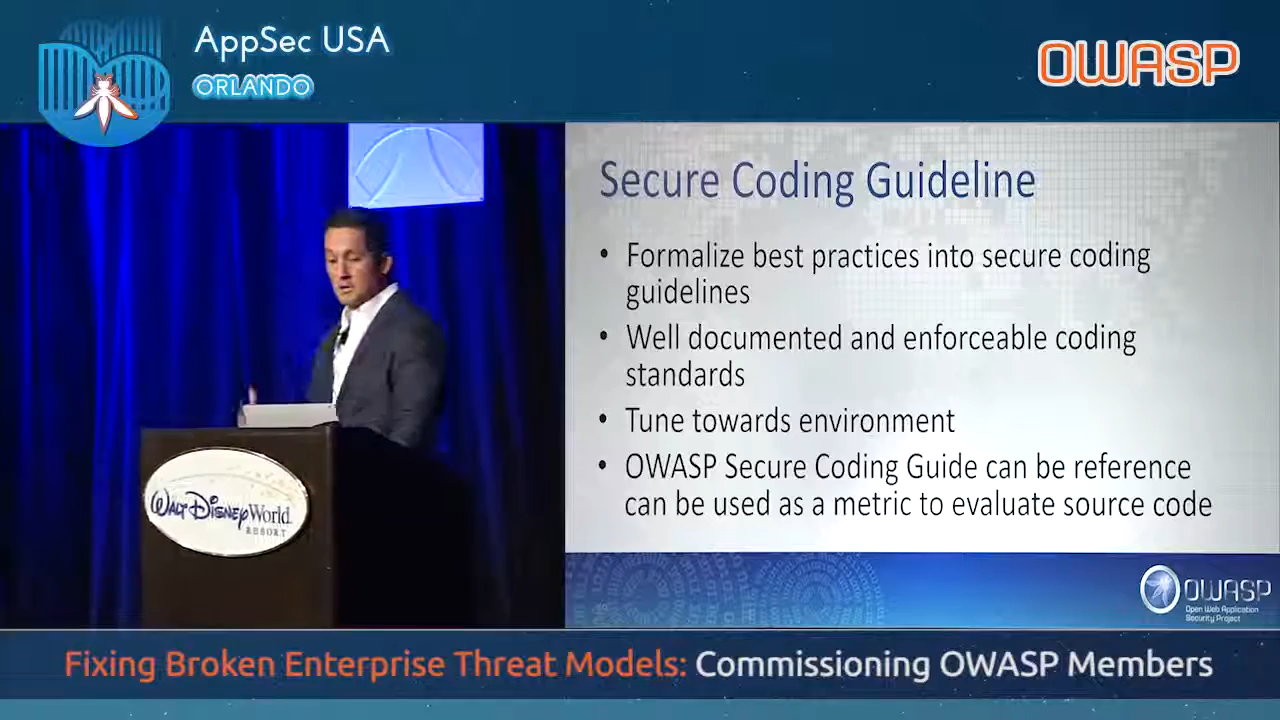 AppSec USA
ORLANDO
OWASP
Secure Coding Guideline
• Formalize best practices into secure coding
guidelines
• Well documented and enforceable coding
standards
• Tune towards environment
• OWASP Secure Coding Guide can be reference
can be used as a metric to evaluate source code
WALT DISNEY World
RESORT
OWASP
Open Web Application
Security Project
Fixing Broken Enterprise Threat Models: Commissioning OWASP Members